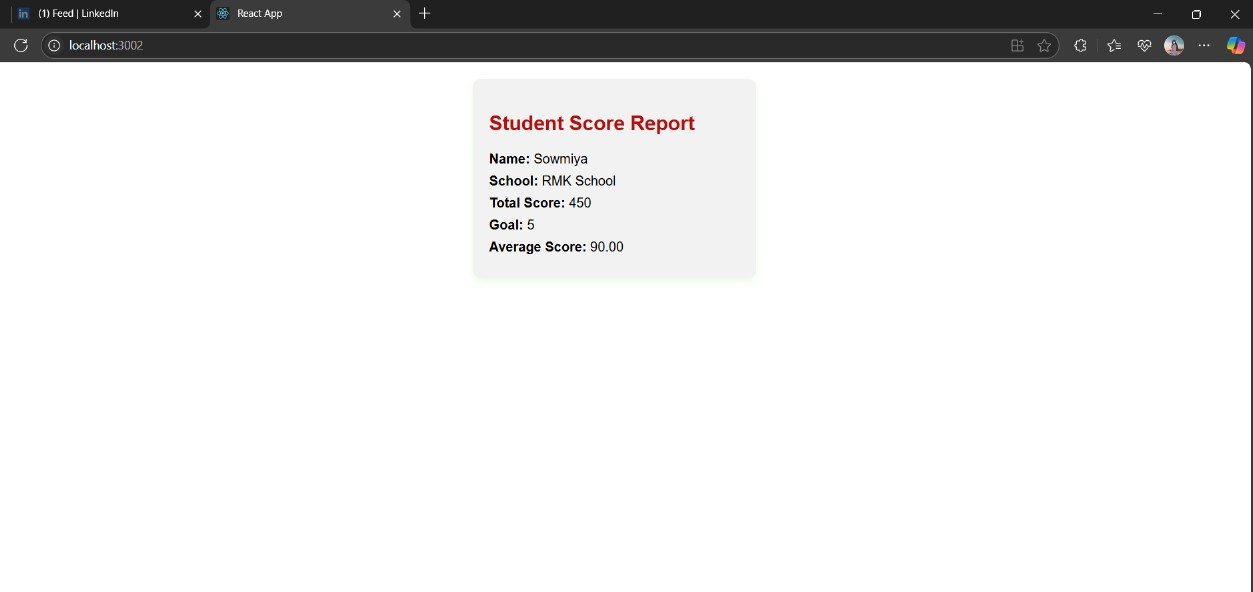 (1) Feed | LinkedIn
React App
localhost:3002
Student Score Report
Name: Sowmiya
School: RMK School
Total Score: 450
Goal: 5
Average Score: 90.00